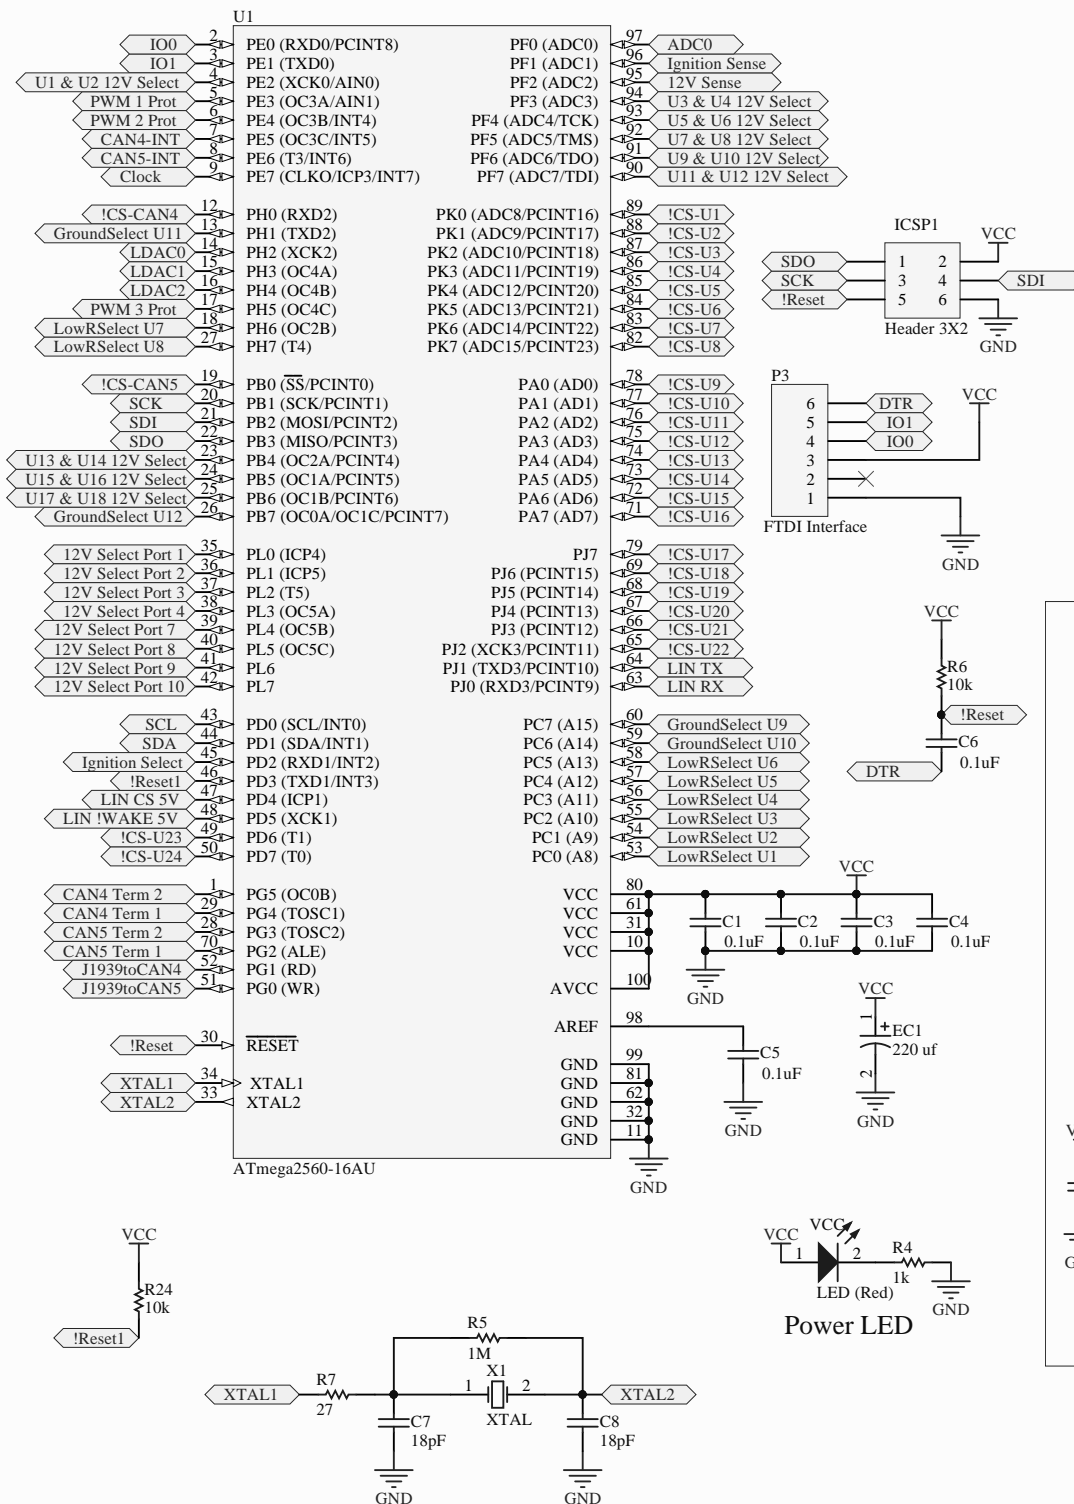 U1
IO0 2 PE0 (RXD0/PCINT8) PF0 (ADC0) 97 ADC0
IO1 3 PE1 (TXD0) PF1 (ADC1) 96 Ignition Sense
U1 & U2 12V Select 4 PE2 (XCK0/AIN0) PF2 (ADC2) 95 12V Sense
PWM 1 Prot 5 PE3 (OC3A/AIN1) PF3 (ADC3) 94 U3 & U4 12V Select
PWM 2 Prot 6 PE4 (OC3B/INT4) PF4 (ADC4/TCK) 93 U5 & U6 12V Select
CAN4-INT 7 PE5 (OC3C/INT5) PF5 (ADC5/TMS) 92 U7 & U8 12V Select
CAN5-INT 8 PE6 (T3/INT6) PF6 (ADC6/TDO) 91 U9 & U10 12V Select
Clock 9 PE7 (CLKO/ICP3/INT7) PF7 (ADC7/TDI) 90 U11 & U12 12V Select
!CS-CAN4 12 PH0 (RXD2) PK0 (ADC8/PCINT16) 89 !CS-U1
GroundSelect U11 13 PH1 (TXD2) PK1 (ADC9/PCINT17) 88 !CS-U2
LDAC0 14 PH2 (XCK2) PK2 (ADC10/PCINT18) 87 !CS-U3
LDAC1 15 PH3 (OC4A) PK3 (ADC11/PCINT19) 86 !CS-U4
LDAC2 16 PH4 (OC4B) PK4 (ADC12/PCINT20) 85 !CS-U5
PWM 3 Prot 17 PH5 (OC4C) PK5 (ADC13/PCINT21) 84 !CS-U6
LowRSelect U7 18 PH6 (OC2B) PK6 (ADC14/PCINT22) 83 !CS-U7
LowRSelect U8 27 PH7 (T4) PK7 (ADC15/PCINT23) 82 !CS-U8
!CS-CAN5 19 PB0 (SS/PCINT0) PA0 (AD0) 78 !CS-U9
SCK 20 PB1 (SCK/PCINT1) PA1 (AD1) 77 !CS-U10
SDI 21 PB2 (MOSI/PCINT2) PA2 (AD2) 76 !CS-U11
SDO 22 PB3 (MISO/PCINT3) PA3 (AD3) 75 !CS-U12
U13 & U14 12V Select 23 PB4 (OC2A/PCINT4) PA4 (AD4) 74 !CS-U13
U15 & U16 12V Select 24 PB5 (OC1A/PCINT5) PA5 (AD5) 73 !CS-U14
U17 & U18 12V Select 25 PB6 (OC1B/PCINT6) PA6 (AD6) 72 !CS-U15
GroundSelect U12 26 PB7 (OC0A/OC1C/PCINT7) PA7 (AD7) 71 !CS-U16
12V Select Port 1 35 PL0 (ICP4) PJ7 79 !CS-U17
12V Select Port 2 36 PL1 (ICP5) PJ6 (PCINT15) 69 !CS-U18
12V Select Port 3 37 PL2 (T5) PJ5 (PCINT14) 68 !CS-U19
12V Select Port 4 38 PL3 (OC5A) PJ4 (PCINT13) 67 !CS-U20
12V Select Port 7 39 PL4 (OC5B) PJ3 (PCINT12) 66 !CS-U21
12V Select Port 8 40 PL5 (OC5C) PJ2 (XCK3/PCINT11) 65 !CS-U22
12V Select Port 9 41 PL6 PJ1 (TXD3/PCINT10) 64 LIN TX
12V Select Port 10 42 PL7 PJ0 (RXD3/PCINT9) 63 LIN RX
SCL 43 PD0 (SCL/INT0) PC7 (A15) 60 GroundSelect U9
SDA 44 PD1 (SDA/INT1) PC6 (A14) 59 GroundSelect U10
Ignition Select 45 PD2 (RXD1/INT2) PC5 (A13) 58 LowRSelect U6
!Reset1 46 PD3 (TXD1/INT3) PC4 (A12) 57 LowRSelect U5
LIN CS 5V 47 PD4 (ICP1) PC3 (A11) 56 LowRSelect U4
LIN !WAKE 5V 48 PD5 (XCK1) PC2 (A10) 55 LowRSelect U3
!CS-U23 49 PD6 (T1) PC1 (A9) 54 LowRSelect U2
!CS-U24 50 PD7 (T0) PC0 (A8) 53 LowRSelect U1
CAN4 Term 2 1 PG5 (OC0B) VCC 80
CAN4 Term 1 29 PG4 (TOSC1) VCC 61
CAN5 Term 2 28 PG3 (TOSC2) VCC 31
CAN5 Term 1 70 PG2 (ALE) VCC 10
J1939toCAN4 52 PG1 (RD)
J1939toCAN5 51 PG0 (WR) AVCC 100
AREF 98
!Reset 30 RESET
GND 99
XTAL1 34 XTAL1 GND 81
XTAL2 33 XTAL2 GND 62
GND 32
GND 11
ATmega2560-16AU
GND
ICSP1
VCC
SDO 1 2
SCK 3 4 SDI
!Reset 5 6
Header 3X2
GND
P3
VCC
6 DTR
5 IO1
4 IO0
3
2
1
FTDI Interface
GND
VCC
R6
10k
!Reset
C6
0.1uF
DTR
VCC
C1 C2 C3 C4
0.1uF 0.1uF 0.1uF 0.1uF
GND
C5
0.1uF
GND
VCC
1
EC1
+
220 uf
2
GND
VCC
R24
10k
!Reset1
VCC 1 VCC 2 R4
LED (Red) 1k
GND
Power LED
R5
1M
XTAL1 R7 1 X1 2 XTAL2
27 XTAL
C7 C8
18pF 18pF
GND GND